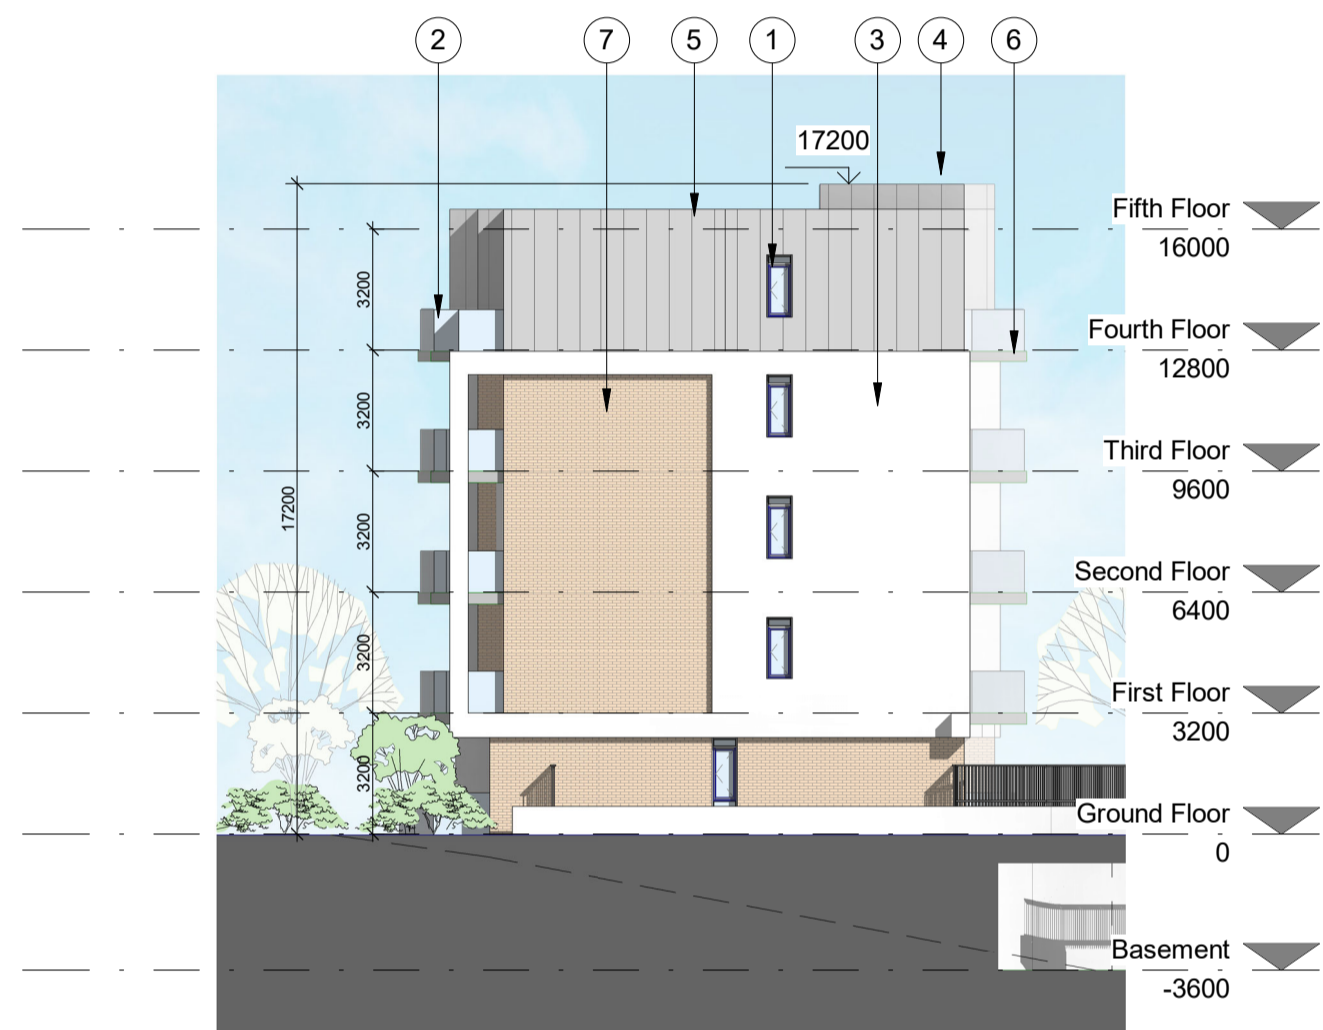 2 7 5 1 3 4 6
17200
Fifth Floor
16000
3200
Fourth Floor
12800
3200
Third Floor
9600
17200
3200
Second Floor
6400
3200
First Floor
3200
3200
Ground Floor
0
Basement
-3600